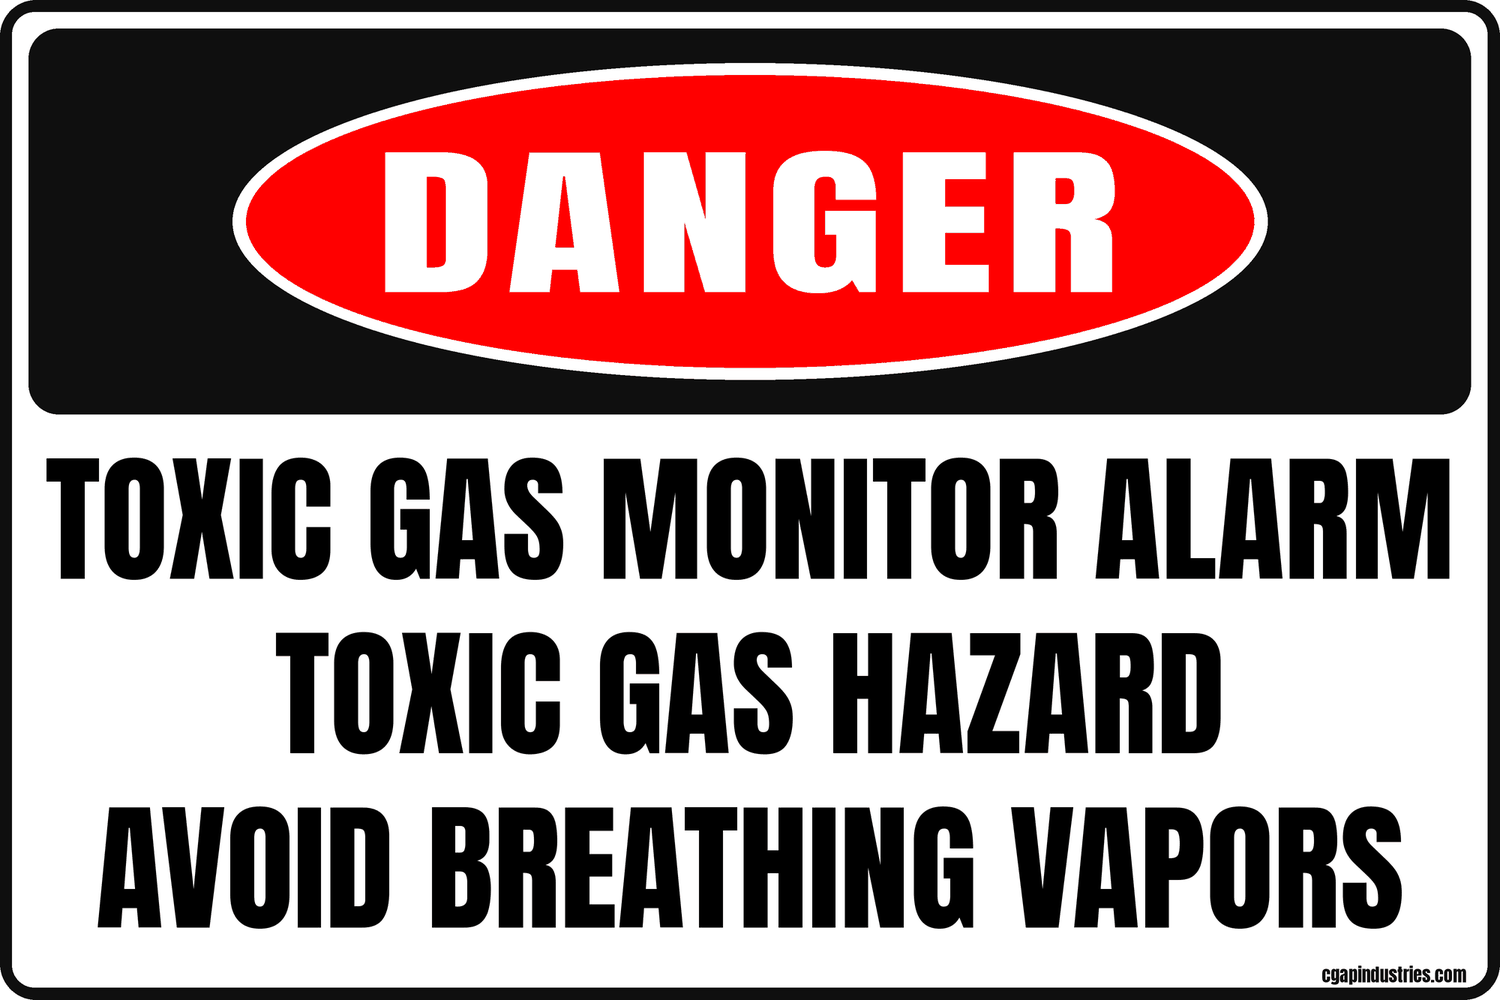 DANGER
TOXIC GAS MONITOR ALARM
TOXIC GAS HAZARD
AVOID BREATHING VAPORS
cgapindustries.com